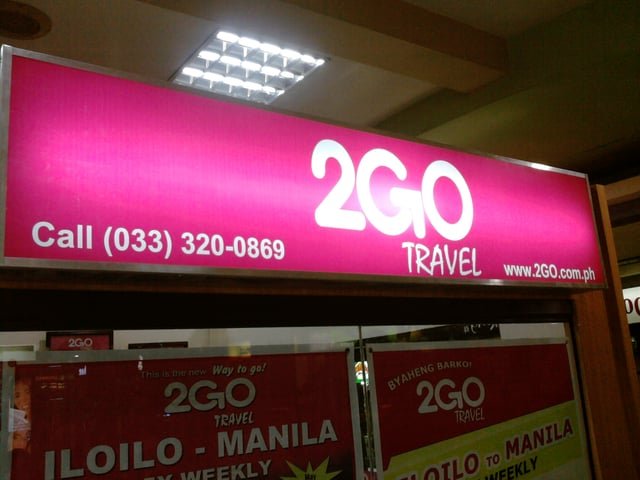 2GO
TRAVEL
Call (033) 320-0869
www.2GO.com.ph
2GO
This is the new Way to go!
2GO
TRAVEL
ILOILO - MANILA
WEEKLY
BYAHENG BARKO!
2GO
TRAVEL
ILOILO TO MANILA
WEEKLY